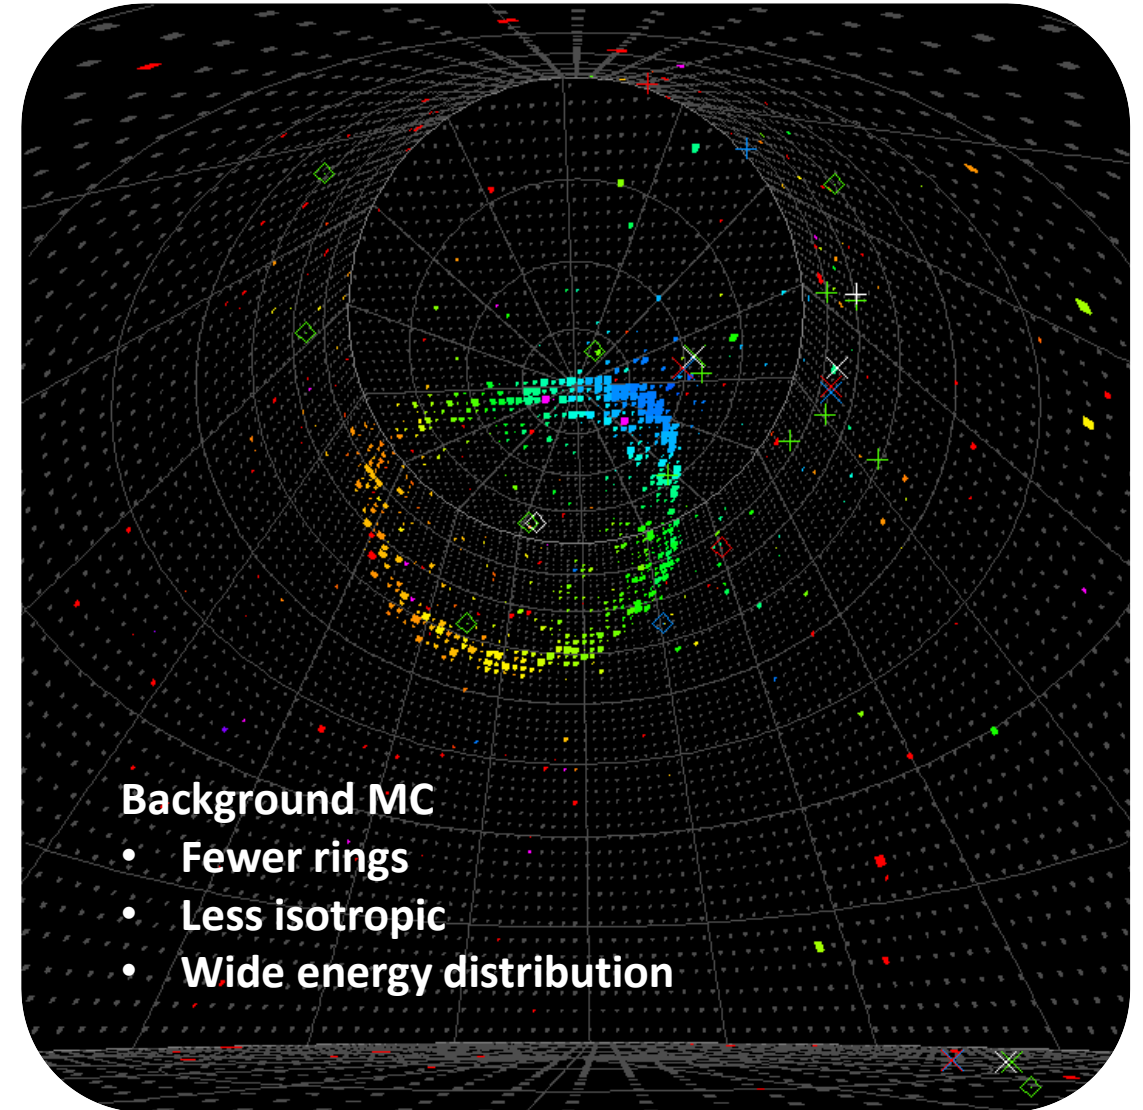 Background MC
• Fewer rings
• Less isotropic
• Wide energy distribution